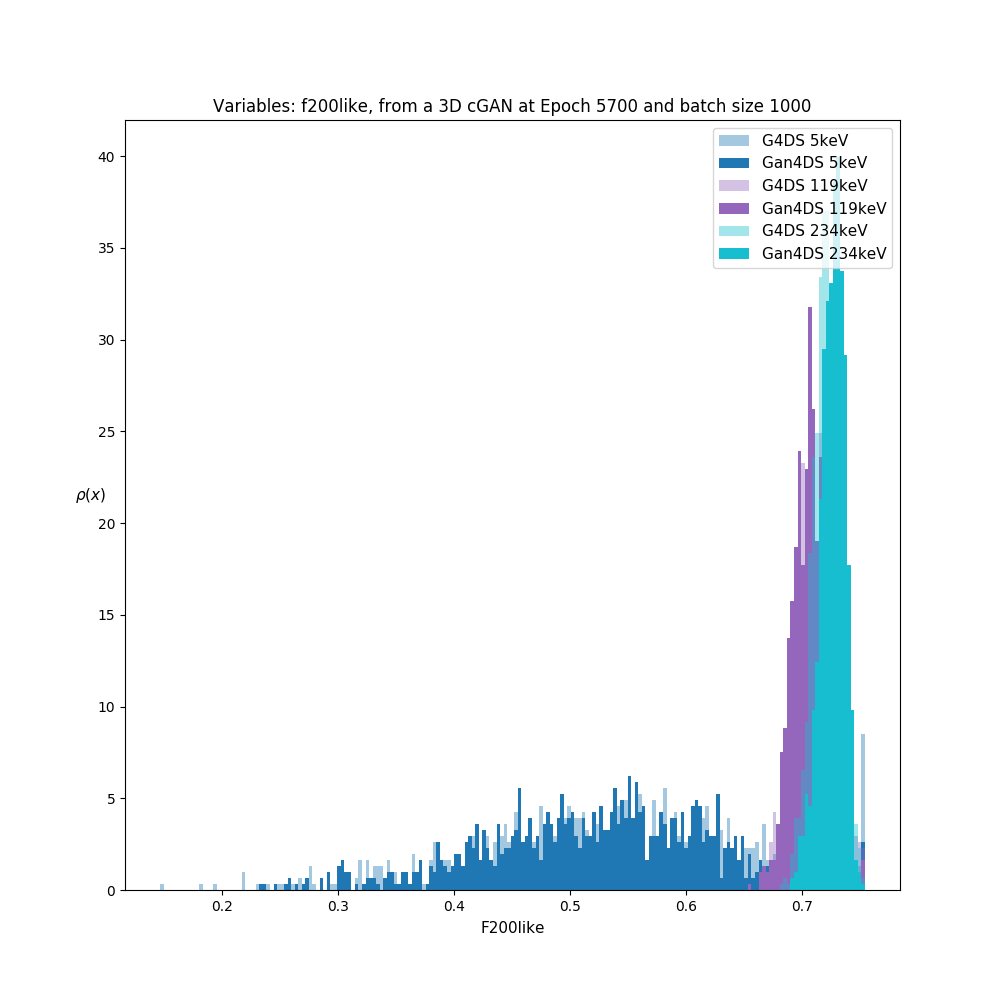 Variables: f200like, from a 3D cGAN at Epoch 5700 and batch size 1000
G4DS 5keV
Gan4DS 5keV
G4DS 119keV
Gan4DS 119keV
G4DS 234keV
Gan4DS 234keV
40
35
30
25
ρ(x)
20
15
10
5
0
0.2 0.3 0.4 0.5 0.6 0.7
F200like